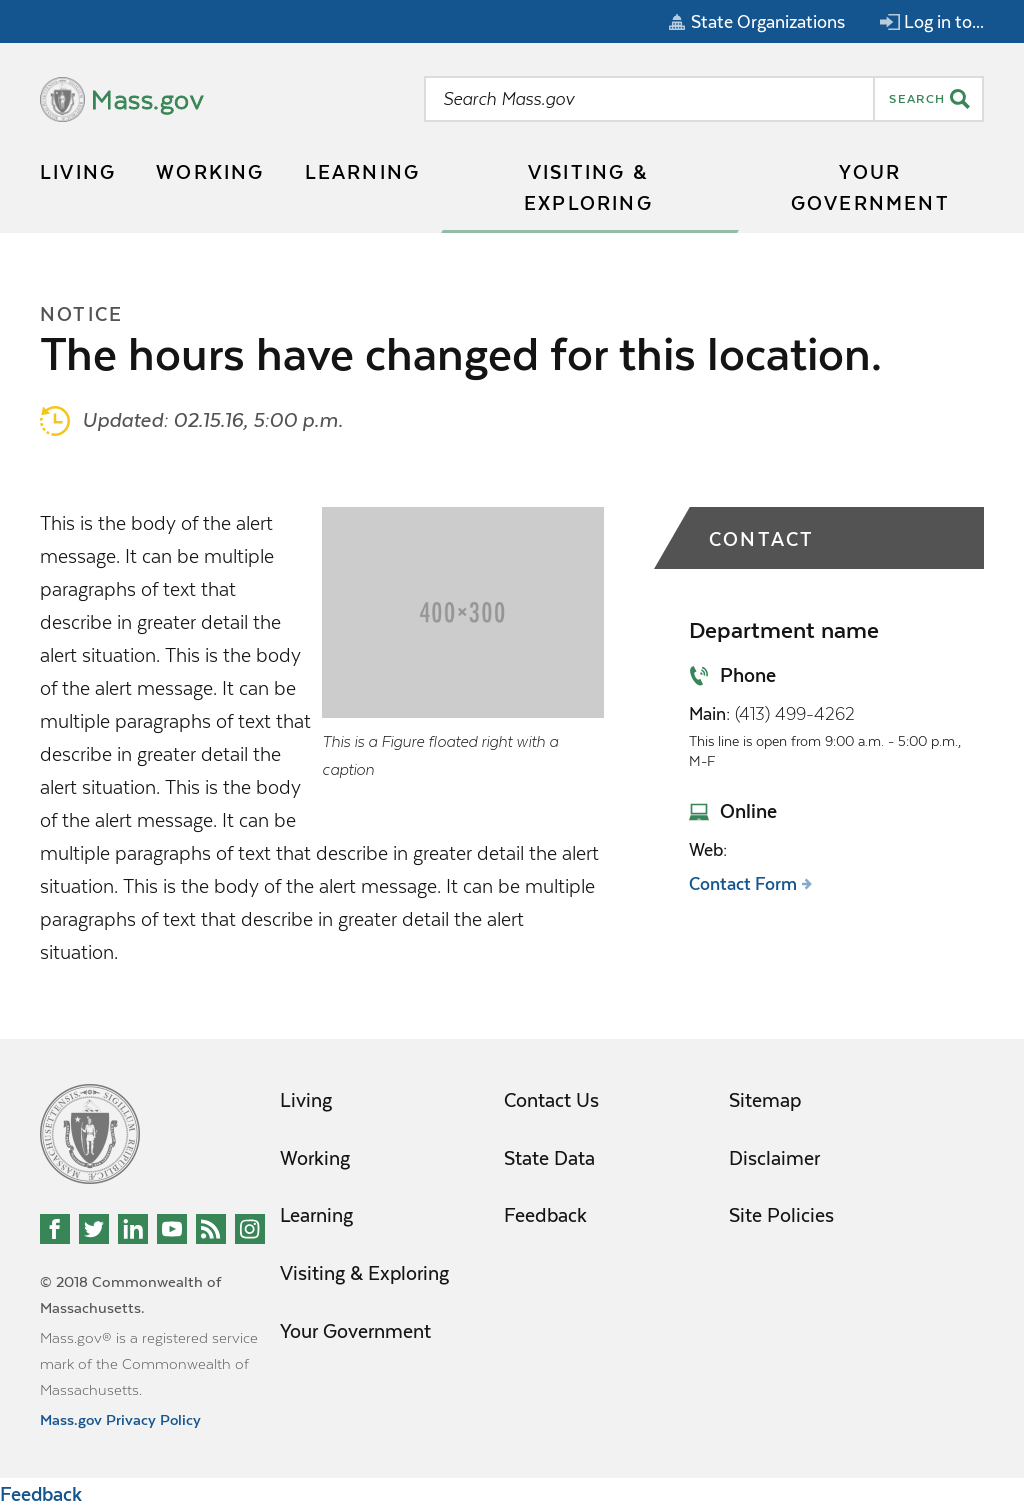 State Organizations
Log in to...
Mass.gov
Search Mass.gov
SEARCH
LIVING
WORKING
LEARNING
VISITING &
EXPLORING
YOUR
GOVERNMENT
NOTICE
The hours have changed for this location.
Updated: 02.15.16, 5:00 p.m.
This is the body of the alert
message. It can be multiple
paragraphs of text that
describe in greater detail the
alert situation. This is the body
of the alert message. It can be
multiple paragraphs of text that
describe in greater detail the
alert situation. This is the body
of the alert message. It can be
multiple paragraphs of text that describe in greater detail the alert
situation. This is the body of the alert message. It can be multiple
paragraphs of text that describe in greater detail the alert
situation.
400×300
This is a Figure floated right with a
caption
CONTACT
Department name
Phone
Main: (413) 499-4262
This line is open from 9:00 a.m. - 5:00 p.m.,
M-F
Online
Web:
Contact Form
Living
Working
Learning
Visiting & Exploring
Your Government
Contact Us
State Data
Feedback
Sitemap
Disclaimer
Site Policies
© 2018 Commonwealth of
Massachusetts.
Mass.gov® is a registered service
mark of the Commonwealth of
Massachusetts.
Mass.gov Privacy Policy
Feedback